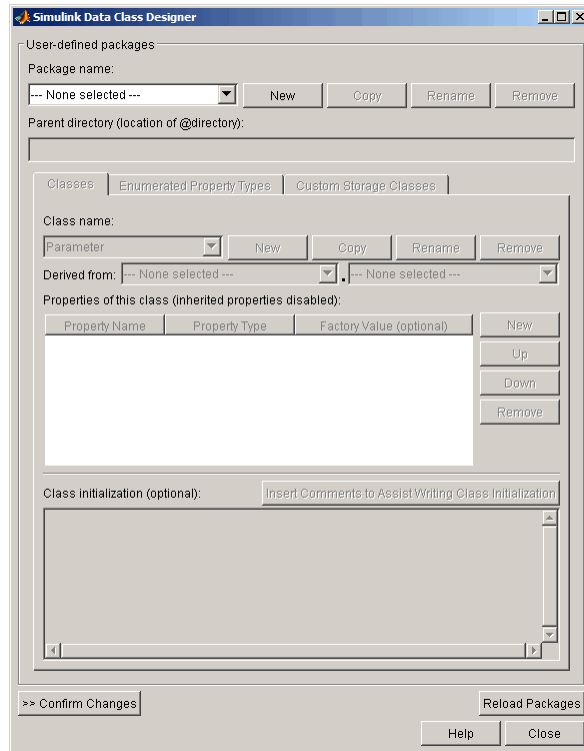 Simulink Data Class Designer
User-defined packages
Package name:
--- None selected --- New Copy Rename Remove
Parent directory (location of @directory):
Classes Enumerated Property Types Custom Storage Classes
Class name:
Parameter New Copy Rename Remove
Derived from: --- None selected --- . --- None selected ---
Properties of this class (inherited properties disabled):
Property Name Property Type Factory Value (optional) New
Up
Down
Remove
Class initialization (optional): Insert Comments to Assist Writing Class Initialization
>> Confirm Changes Reload Packages
Help Close